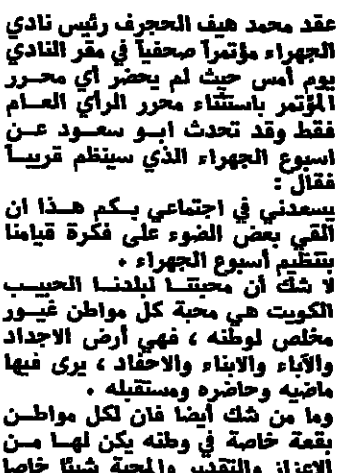 عقد محمد هيف الحجرف رئيس نادي
الجهراء مؤتمراً صحفياً في مقر النادي
يوم أمس حيث لم يحضر أي محرر
المؤتمر باستثناء محرر الرأي العام
فقط وقد تحدث ابو سعود عن
اسبوع الجهراء الذي سينظم قريباً
فقال :
يسعدني في اجتماعي بكم هذا ان
القي بعض الضوء على فكرة قيامنا
بتنظيم أسبوع الجهراء .
لا شك أن محبتنا لبلدنا الحبيب
الكويت هي محبة كل مواطن غيور
مخلص لوطنه ، فهي أرض الاجداد
والآباء والابناء والاحفاد ، يرى فيها
ماضيه وحاضره ومستقبله .
وما من شك أيضا فان لكل مواطن
بقعة خاصة في وطنه يكن لها من
الاعزاز والتقدير والمحبة شيئا خاصا